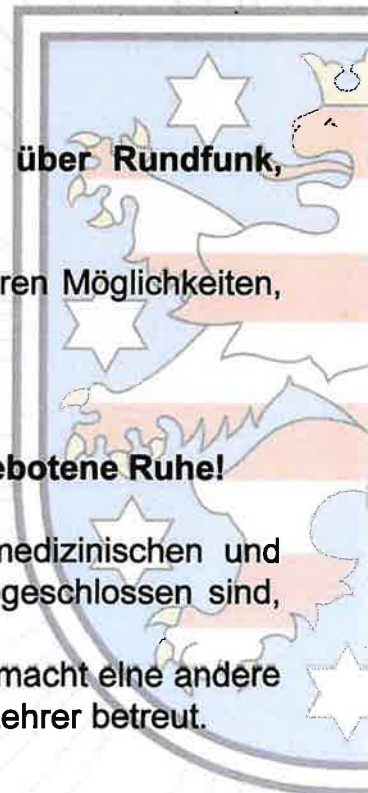 über Rundfunk,
ren Möglichkeiten,
ebotene Ruhe!
medizinischen und
geschlossen sind,
macht eine andere
ehrer betreut.